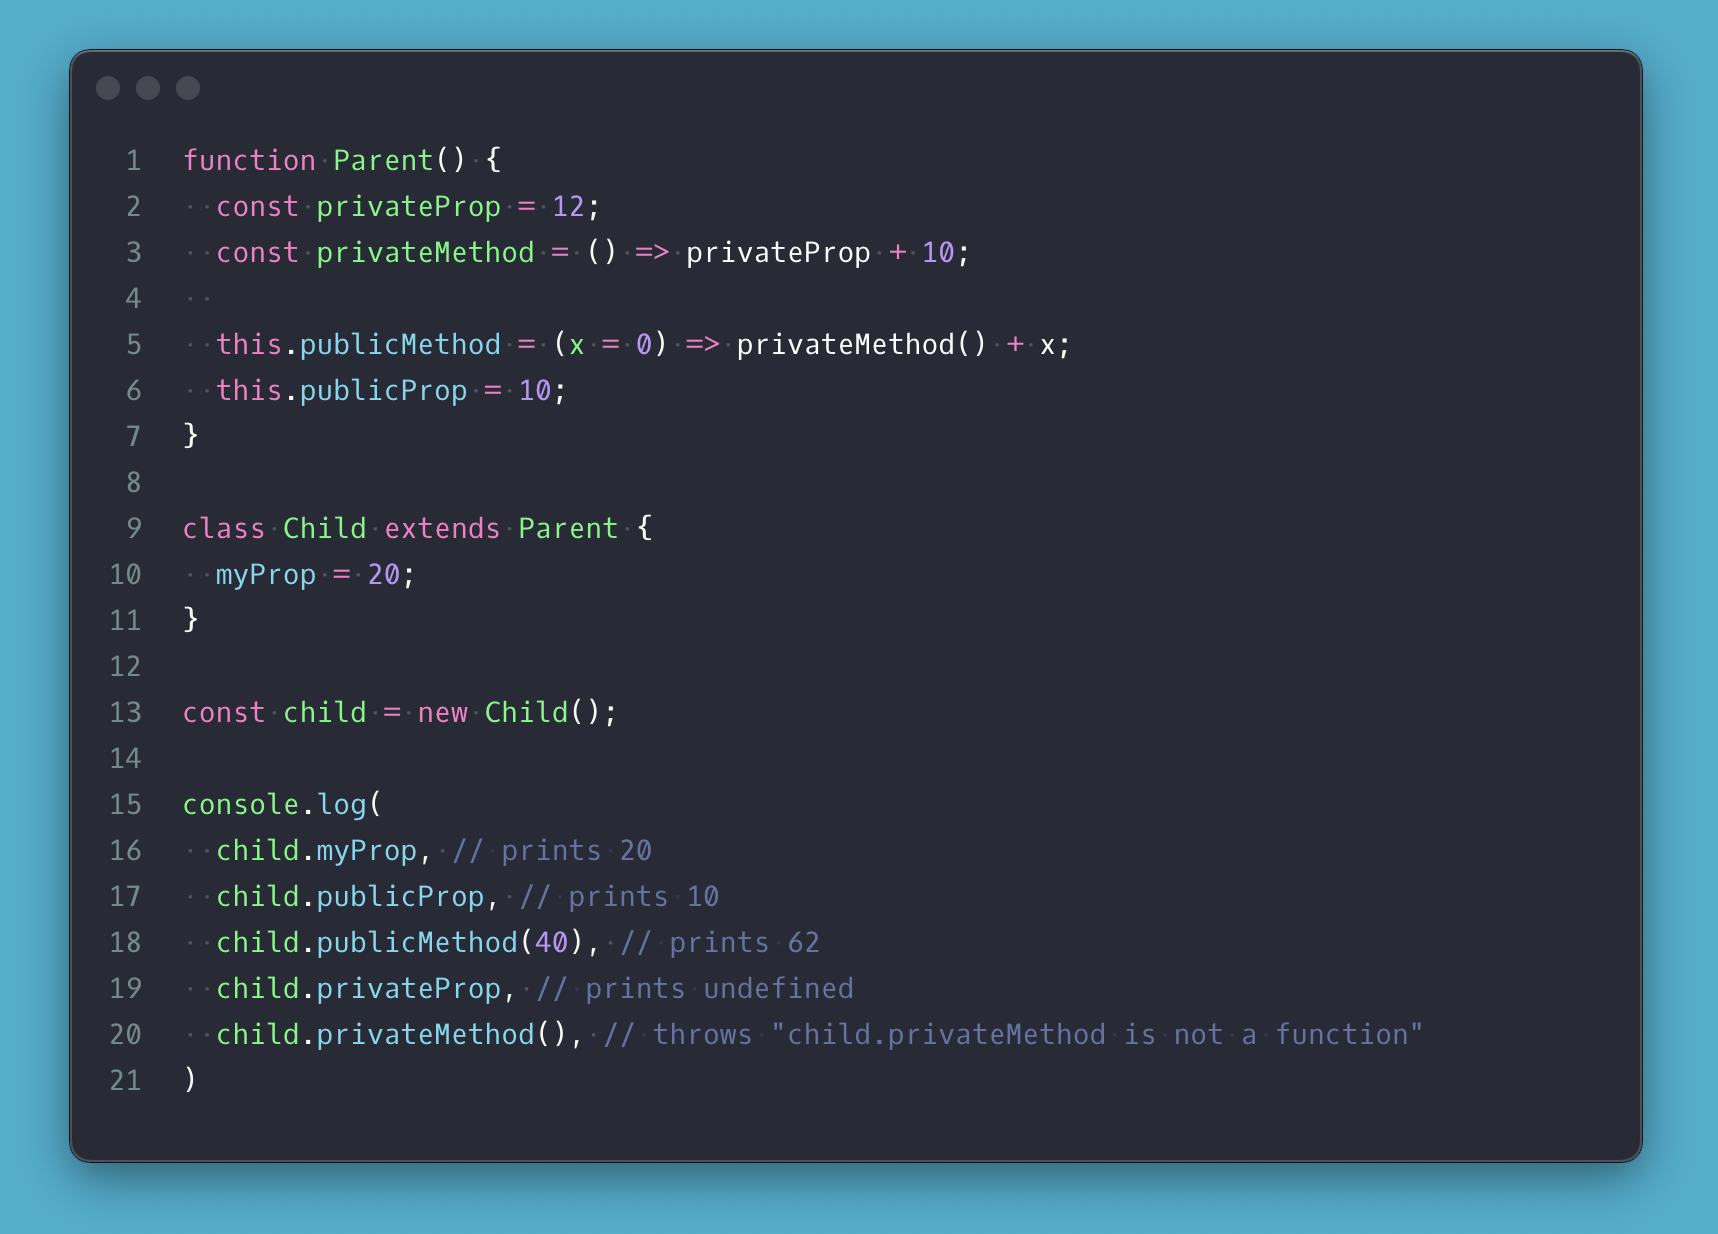 1 function Parent() {
2   const privateProp = 12;
3   const privateMethod = () => privateProp + 10;
4
5   this.publicMethod = (x = 0) => privateMethod() + x;
6   this.publicProp = 10;
7 }
8
9 class Child extends Parent {
10   myProp = 20;
11 }
12
13 const child = new Child();
14
15 console.log(
16   child.myProp, // prints 20
17   child.publicProp, // prints 10
18   child.publicMethod(40), // prints 62
19   child.privateProp, // prints undefined
20   child.privateMethod(), // throws "child.privateMethod is not a function"
21 )